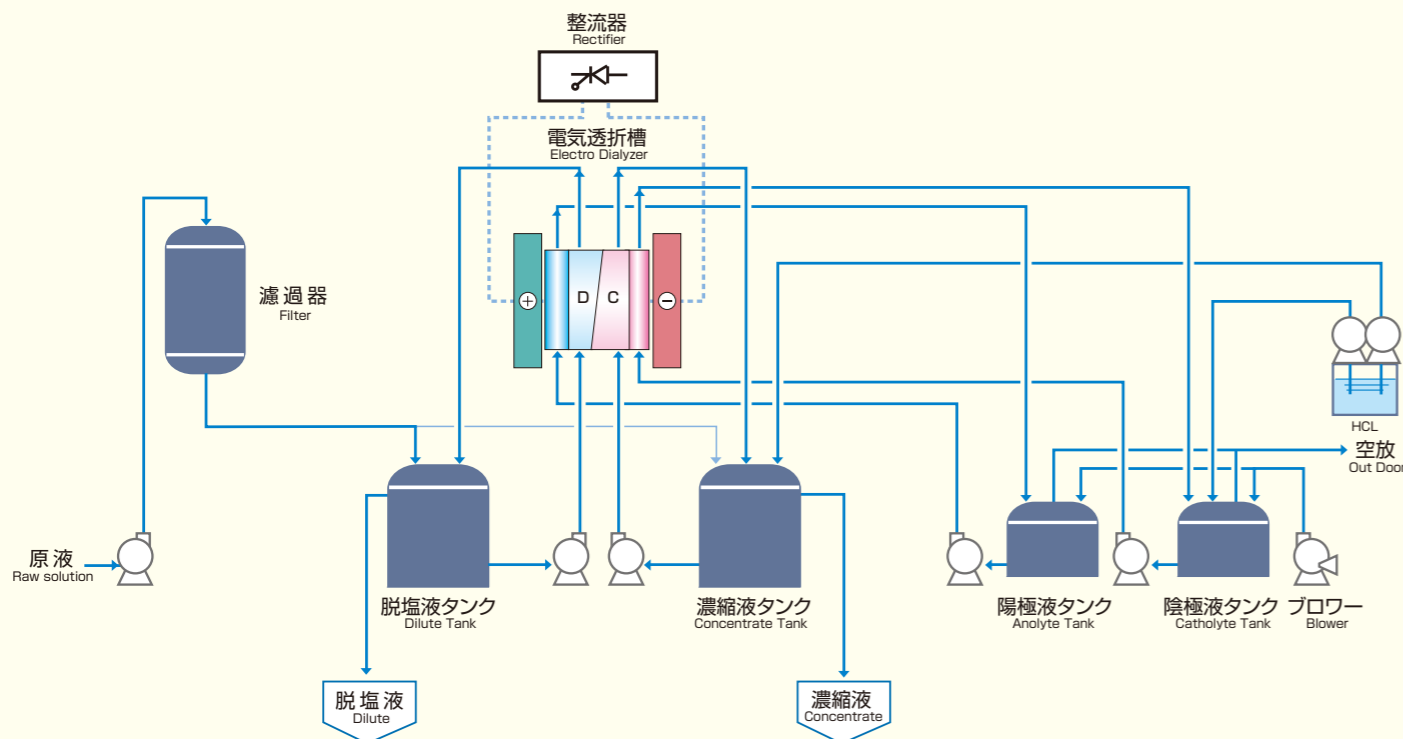 整流器
Rectifier
電気透折槽
Electro Dialyzer
濾過器
Filter
+
D
C
−
HCL
空放
Out Door
原液
Raw solution
脱塩液タンク
Dilute Tank
濃縮液タンク
Concentrate Tank
陽極液タンク
Anolyte Tank
陰極液タンク
Catholyte Tank
ブロワー
Blower
脱塩液
Dilute
濃縮液
Concentrate